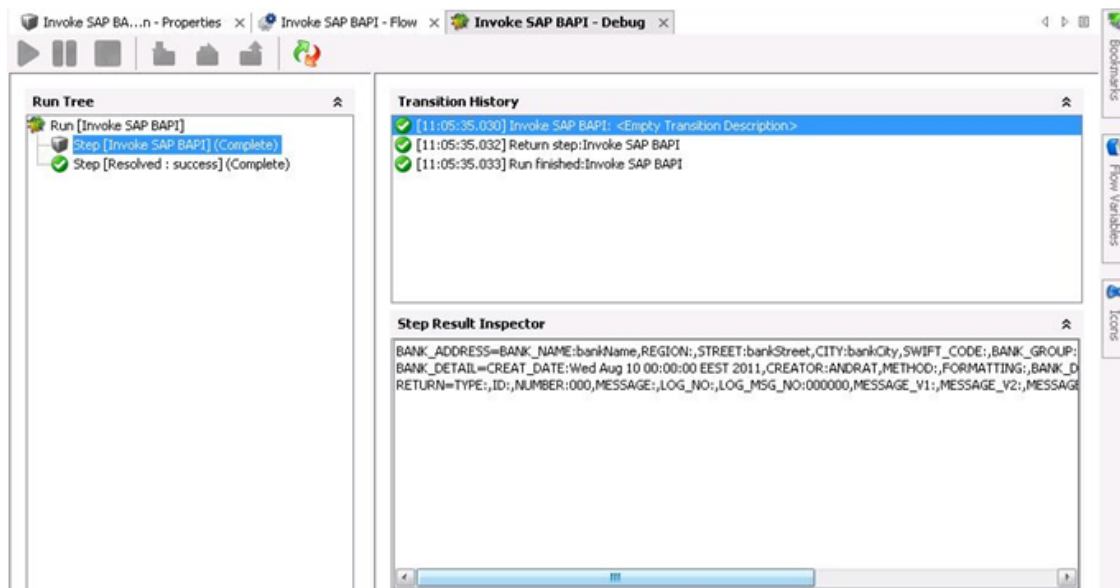 Invoke SAP BA...n - Properties
Invoke SAP BAPI - Flow
Invoke SAP BAPI - Debug
Bookmarks
Run Tree
Transition History
Run [Invoke SAP BAPI]
Step [Invoke SAP BAPI] (Complete)
Step [Resolved : success] (Complete)
[11:05:35.030] Invoke SAP BAPI: <Empty Transition Description>
[11:05:35.032] Return step:Invoke SAP BAPI
[11:05:35.033] Run finished:Invoke SAP BAPI
Flow Variables
Icons
Step Result Inspector
BANK_ADDRESS=BANK_NAME:bankName,REGION:,STREET:bankStreet,CITY:bankCity,SWIFT_CODE:,BANK_GROUP:
BANK_DETAIL=CREAT_DATE:Wed Aug 10 00:00:00 EEST 2011,CREATOR:ANDRAT,METHOD:,FORMATTING:,BANK_D
RETURN=TYPE:,ID:,NUMBER:000,MESSAGE:,LOG_NO:,LOG_MSG_NO:000000,MESSAGE_V1:,MESSAGE_V2:,MESSAGE